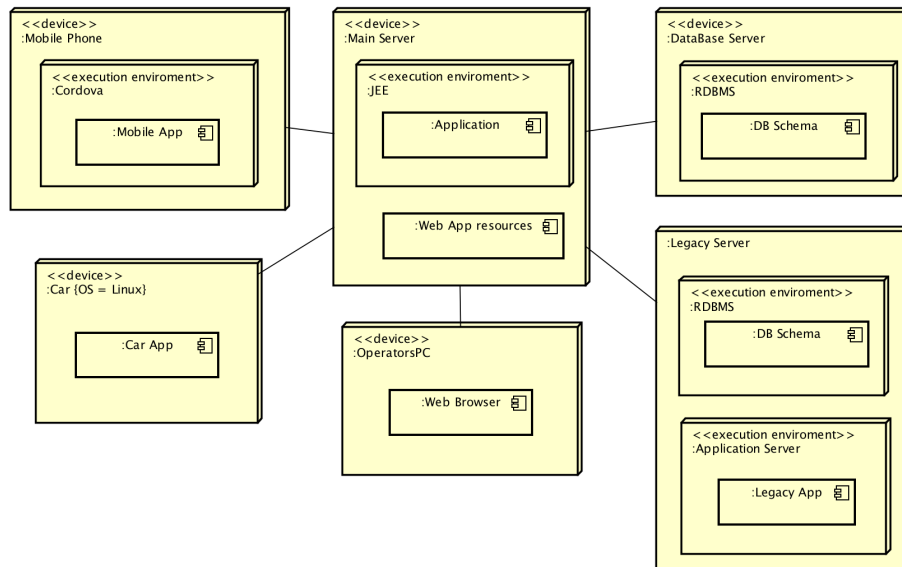 <<device>>
:Mobile Phone
<<execution enviroment>>
:Cordova
:Mobile App
<<device>>
:Main Server
<<execution enviroment>>
:JEE
:Application
:Web App resources
<<device>>
:DataBase Server
<<execution enviroment>>
:RDBMS
:DB Schema
<<device>>
:Car {OS = Linux}
:Car App
<<device>>
:OperatorsPC
:Web Browser
:Legacy Server
<<execution enviroment>>
:RDBMS
:DB Schema
<<execution enviroment>>
:Application Server
:Legacy App